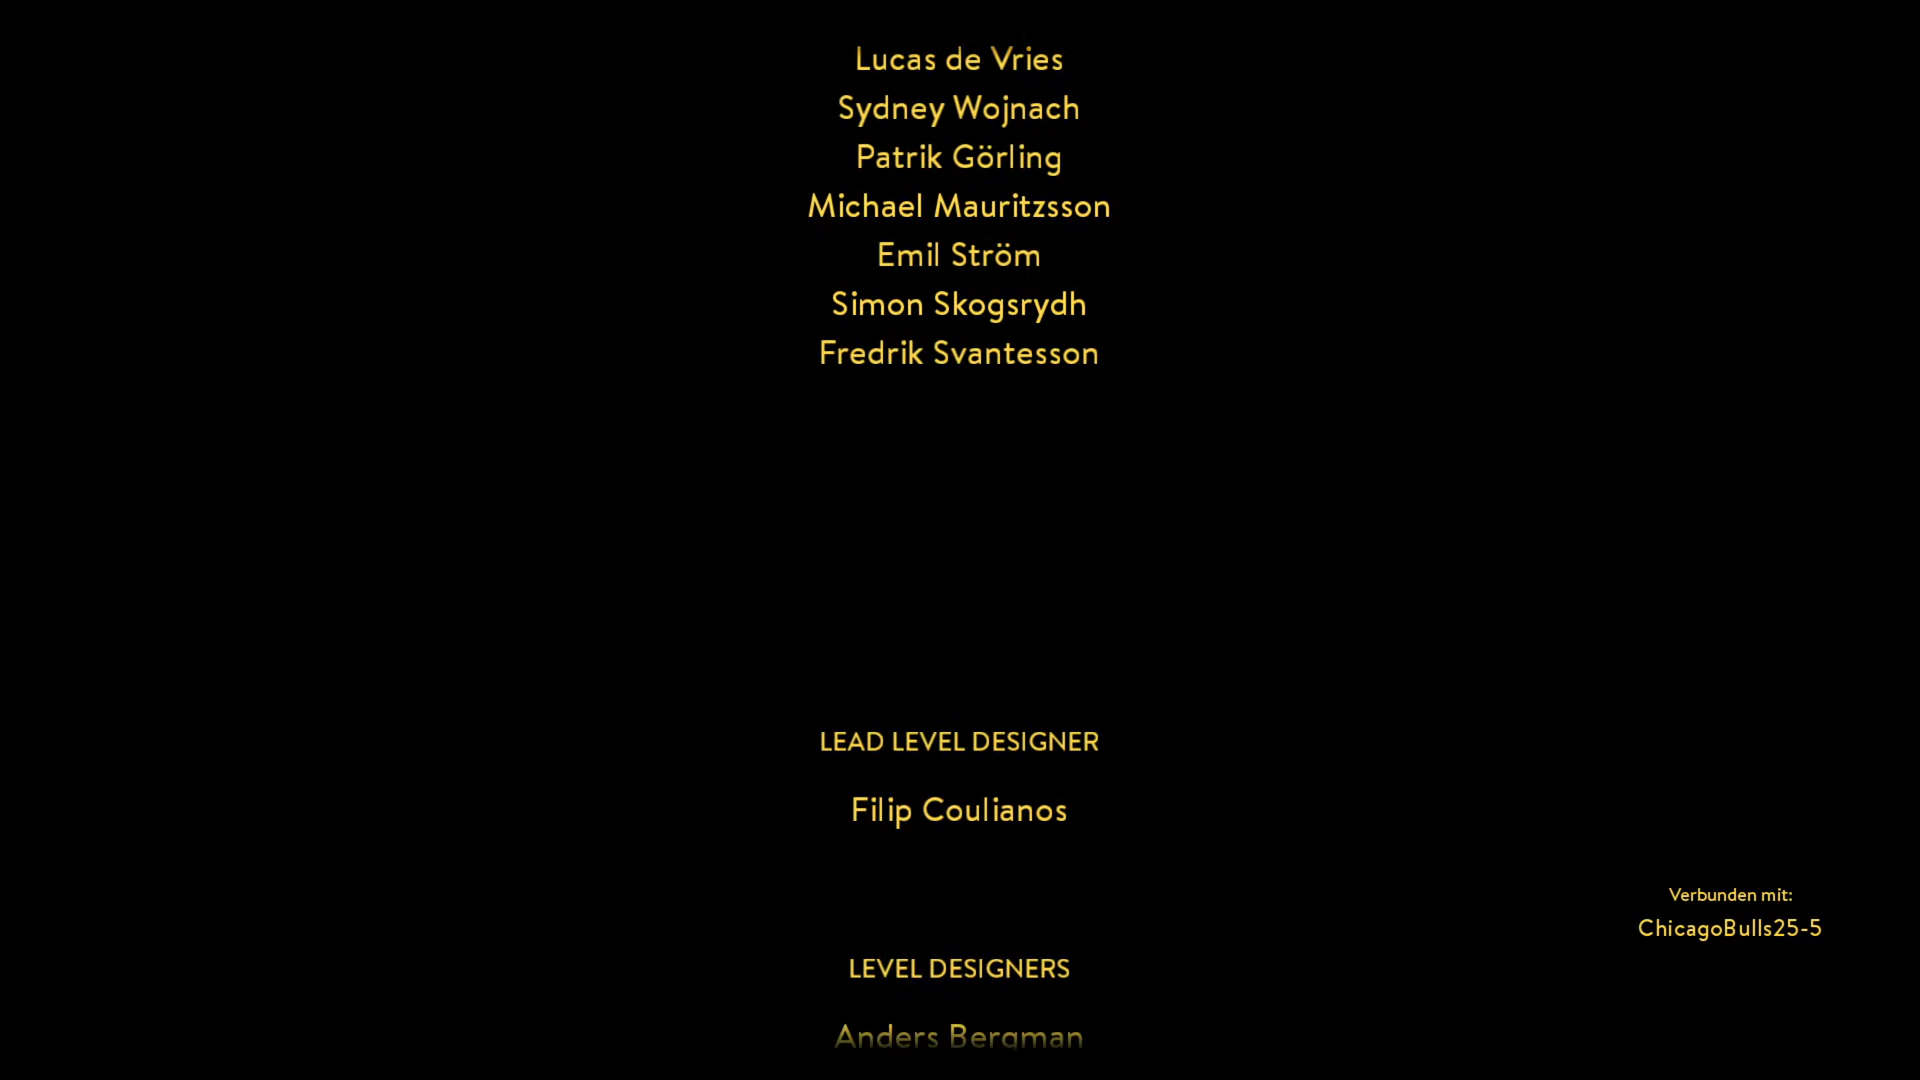 Lucas de Vries
Sydney Wojnach
Patrik Görling
Michael Mauritzsson
Emil Ström
Simon Skogsrydh
Fredrik Svantesson
LEAD LEVEL DESIGNER
Filip Coulianos
Verbunden mit:
ChicagoBulls25-5
LEVEL DESIGNERS
Anders Bergman